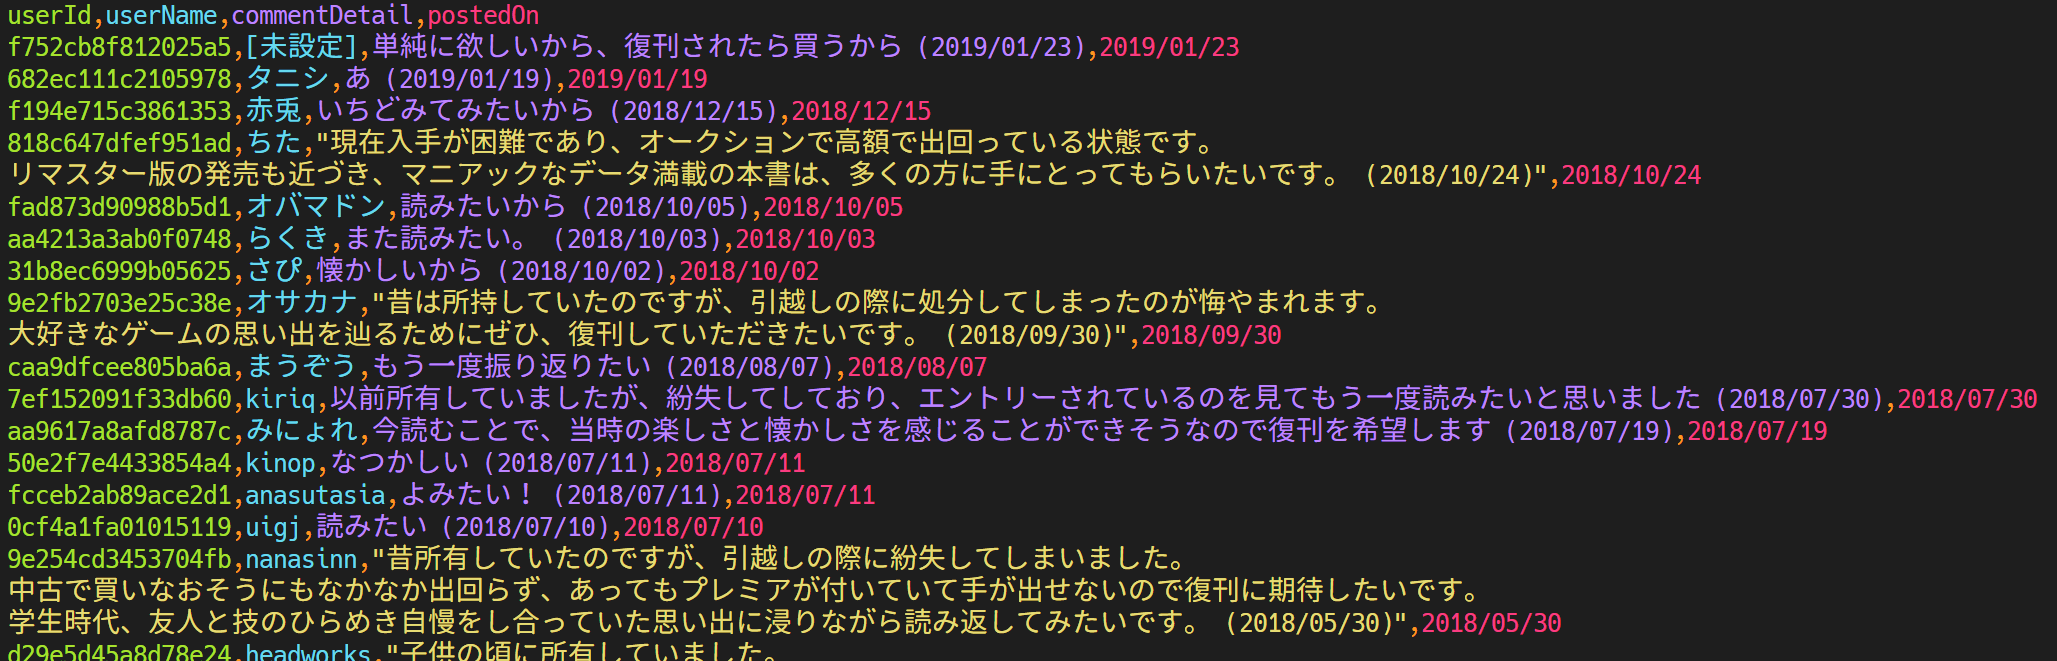 userId,userName,commentDetail,postedOn
f752cb8f812025a5,[未設定],単純に欲しいから、復刊されたら買うから (2019/01/23),2019/01/23
682ec111c2105978,タニシ,あ (2019/01/19),2019/01/19
f194e715c3861353,赤兎,いちどみてみたいから (2018/12/15),2018/12/15
818c647dfef951ad,ちた,"現在入手が困難であり、オークションで高額で出回っている状態です。
リマスター版の発売も近づき、マニアックなデータ満載の本書は、多くの方に手にとってもらいたいです。 (2018/10/24)",2018/10/24
fad873d90988b5d1,オバマドン,読みたいから (2018/10/05),2018/10/05
aa4213a3ab0f0748,らくき,また読みたい。 (2018/10/03),2018/10/03
31b8ec6999b05625,さぴ,懐かしいから (2018/10/02),2018/10/02
9e2fb2703e25c38e,オサカナ,"昔は所持していたのですが、引越しの際に処分してしまったのが悔やまれます。
大好きなゲームの思い出を辿るためにぜひ、復刊していただきたいです。 (2018/09/30)",2018/09/30
caa9dfcee805ba6a,まうぞう,もう一度振り返りたい (2018/08/07),2018/08/07
7ef152091f33db60,kiriq,以前所有していましたが、紛失してしており、エントリーされているのを見てもう一度読みたいと思いました (2018/07/30),2018/07/30
aa9617a8afd8787c,みにょれ,今読むことで、当時の楽しさと懐かしさを感じることができそうなので復刊を希望します (2018/07/19),2018/07/19
50e2f7e4433854a4,kinop,なつかしい (2018/07/11),2018/07/11
fcceb2ab89ace2d1,anasutasia,よみたい！ (2018/07/11),2018/07/11
0cf4a1fa01015119,uigj,読みたい (2018/07/10),2018/07/10
9e254cd3453704fb,nanasinn,"昔所有していたのですが、引越しの際に紛失してしまいました。
中古で買いなおそうにもなかなか出回らず、あってもプレミアが付いていて手が出せないので復刊に期待したいです。
学生時代、友人と技のひらめき自慢をし合っていた思い出に浸りながら読み返してみたいです。 (2018/05/30)",2018/05/30
d29e5d45a8d78e24,headworks,"子供の頃に所有していました。